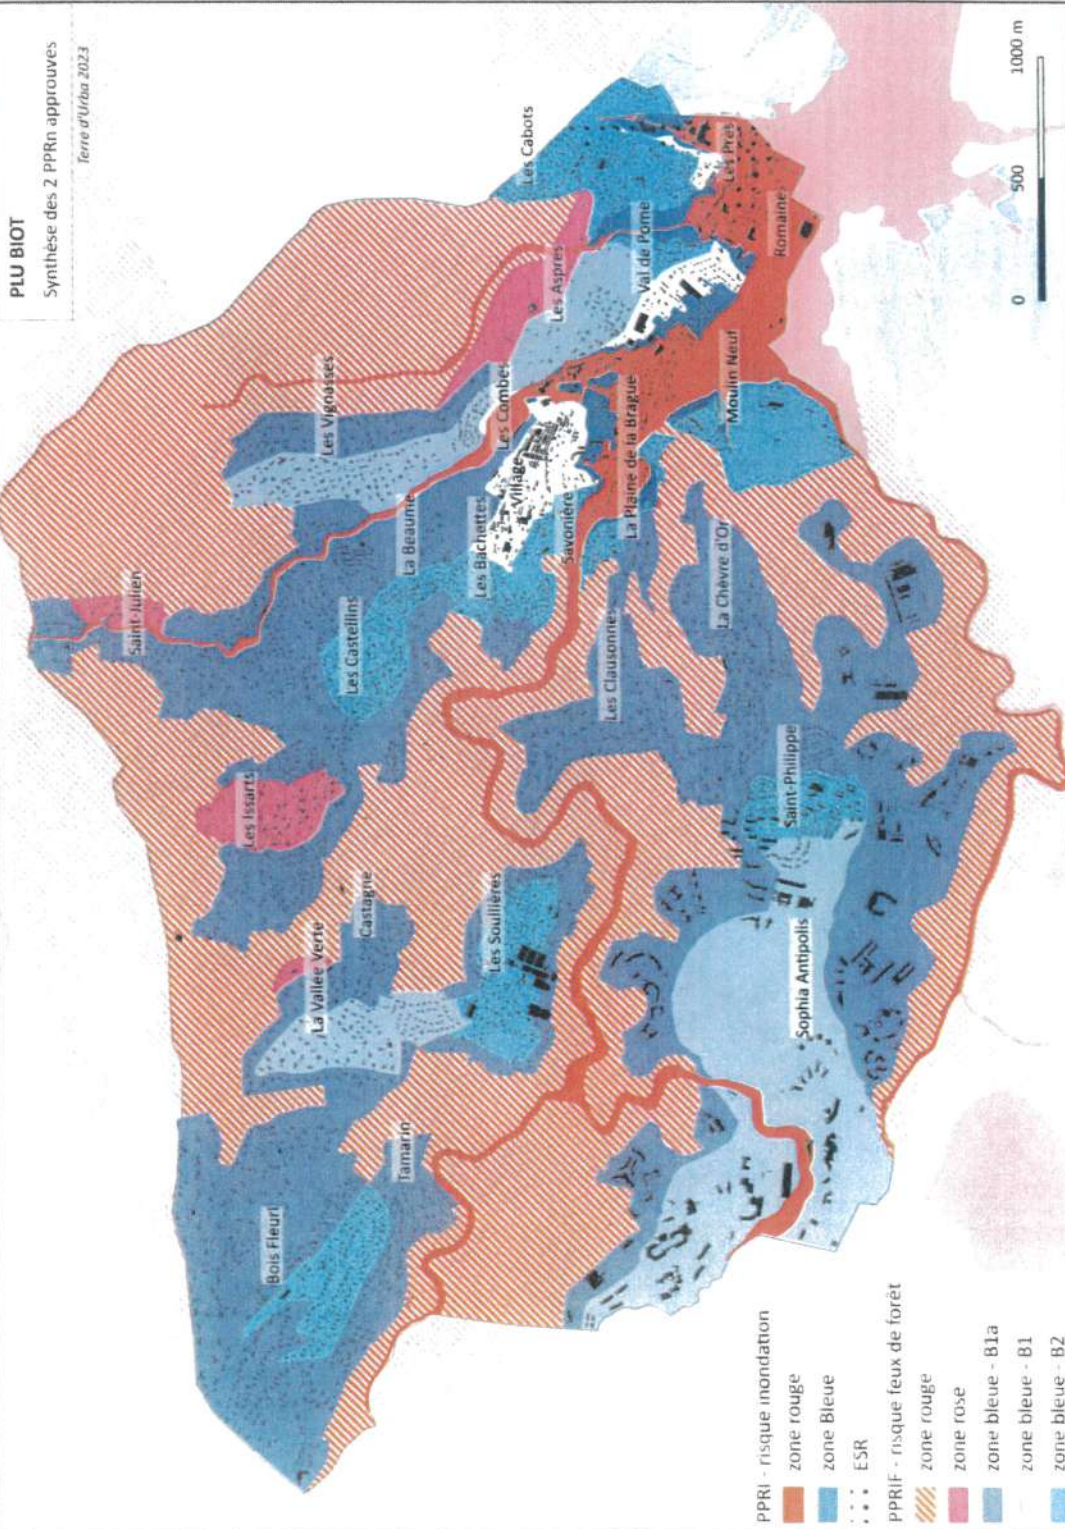 PLU BIOT
Synthèse des 2 PPRn approuves
Terre d'Urba 2023
Saint-Julien
Les Vignasses
Les Aspres
Les Cabots
Les Issarts
Les Castellins
La Beaume
Les Combes
Val de Pome
Les Prés
Village
Les Bachettes
Romaines
Bois Fleuri
La Vallée Verte
Castagne
Savonière
La Plaine de la Brague
Moulin Neuf
Tamarin
Les Soullières
Les Clausonnes
La Chèvre d'Or
Saint-Philippe
Sophia Antipolis
0 500 1000 m
PPRI - risque inondation
zone rouge
zone Bleue
ESR
PPRIF - risque feux de forêt
zone rouge
zone rose
zone bleue - B1a
zone bleue - B1
zone bleue - B2